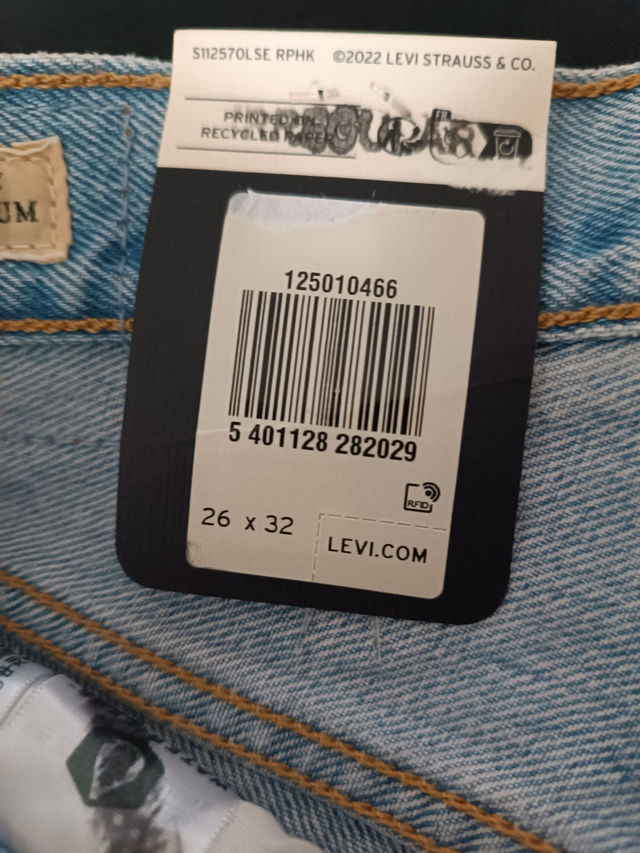 S112570LSE RPHK ©2022 LEVI STRAUSS & CO.
PRINTED ON
RECYCLED PAPER
FR
UM
125010466
5 401128 282029
RFID
26 x 32
LEVI.COM